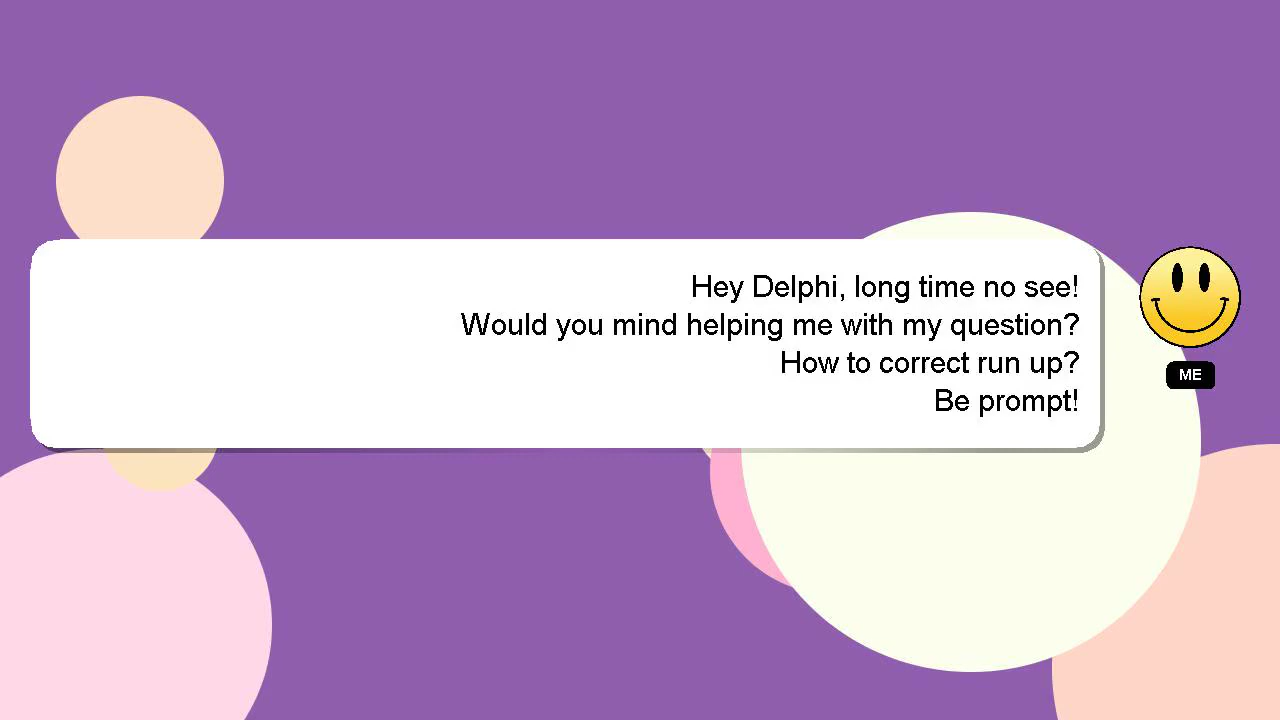 Hey Delphi, long time no see!
Would you mind helping me with my question?
How to correct run up?
Be prompt!
ME